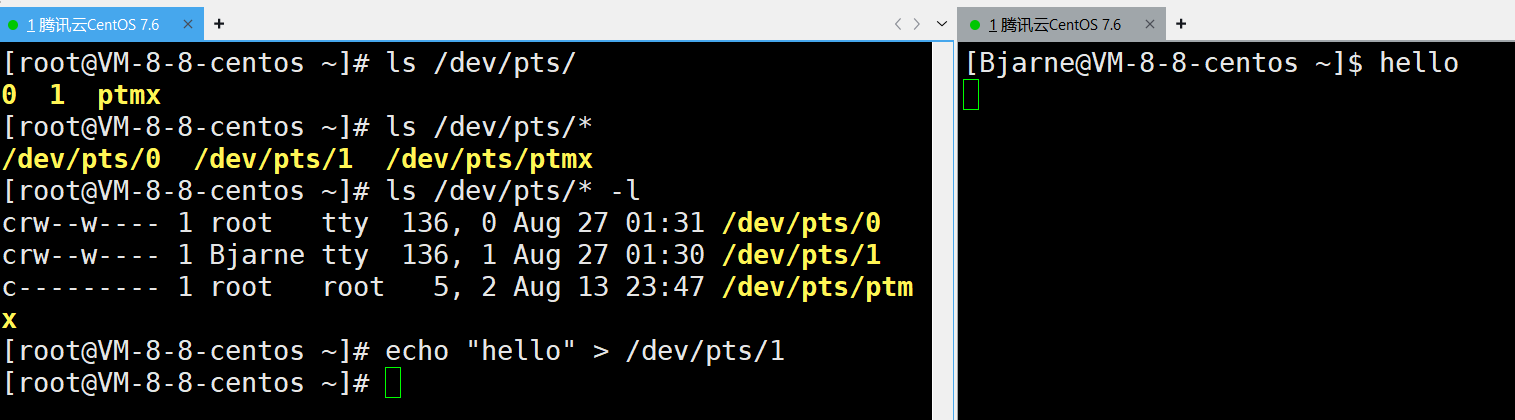 1 腾讯云CentOS 7.6
[root@VM-8-8-centos ~]# ls /dev/pts/
0  1  ptmx
[root@VM-8-8-centos ~]# ls /dev/pts/*
/dev/pts/0  /dev/pts/1  /dev/pts/ptmx
[root@VM-8-8-centos ~]# ls /dev/pts/* -l
crw--w---- 1 root   tty  136, 0 Aug 27 01:31 /dev/pts/0
crw--w---- 1 Bjarne tty  136, 1 Aug 27 01:30 /dev/pts/1
c--------- 1 root   root   5, 2 Aug 13 23:47 /dev/pts/ptm
x
[root@VM-8-8-centos ~]# echo "hello" > /dev/pts/1
[root@VM-8-8-centos ~]#
1 腾讯云CentOS 7.6
[Bjarne@VM-8-8-centos ~]$ hello